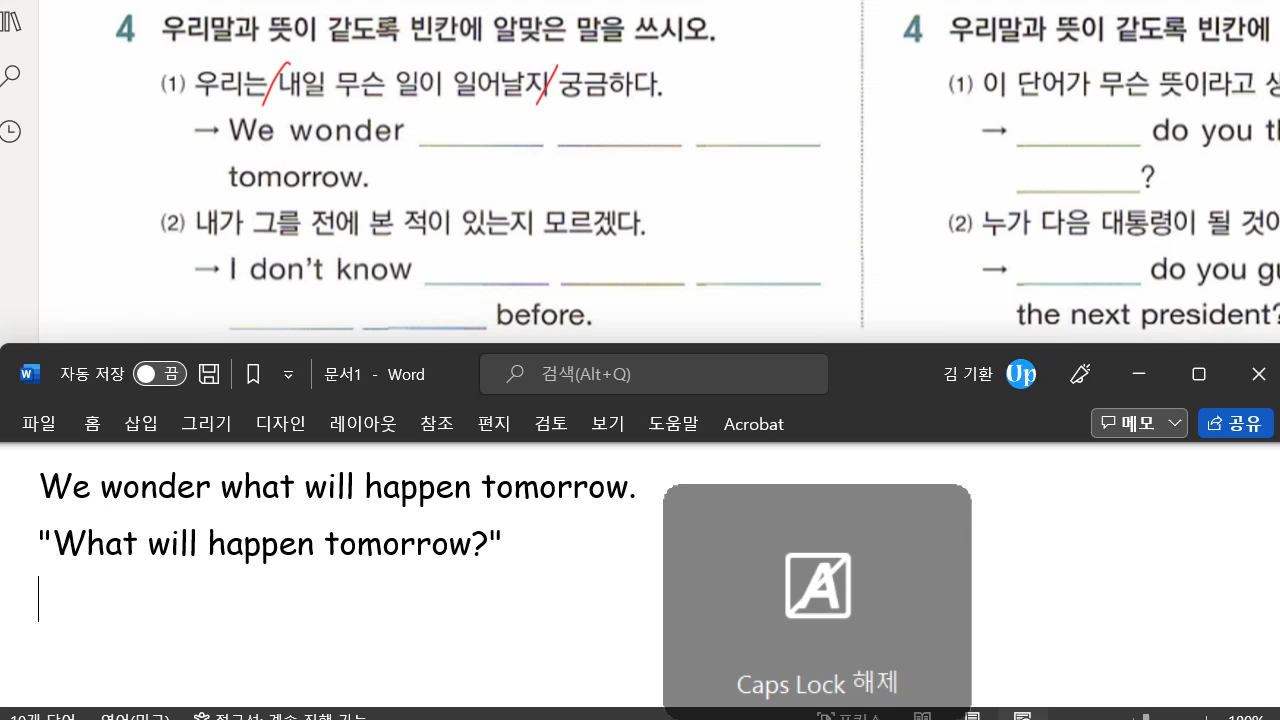 4 우리말과 뜻이 같도록 빈칸에 알맞은 말을 쓰시오.
(1) 우리는 내일 무슨 일이 일어날지 궁금하다.
→ We wonder
tomorrow.
(2) 내가 그를 전에 본 적이 있는지 모르겠다.
→ I don't know
before.
4 우리말과 뜻이 같도록 빈칸에
(1) 이 단어가 무슨 뜻이라고
→ do you
?
(2) 누가 다음 대통령이 될
→ do you
the next president?
자동 저장 끔 문서1 - Word 검색(Alt+Q) 김 기환 Up
파일 홈 삽입 그리기 디자인 레이아웃 참조 편지 검토 보기 도움말 Acrobat 메모 공유
We wonder what will happen tomorrow.
"What will happen tomorrow?"
Caps Lock 해제